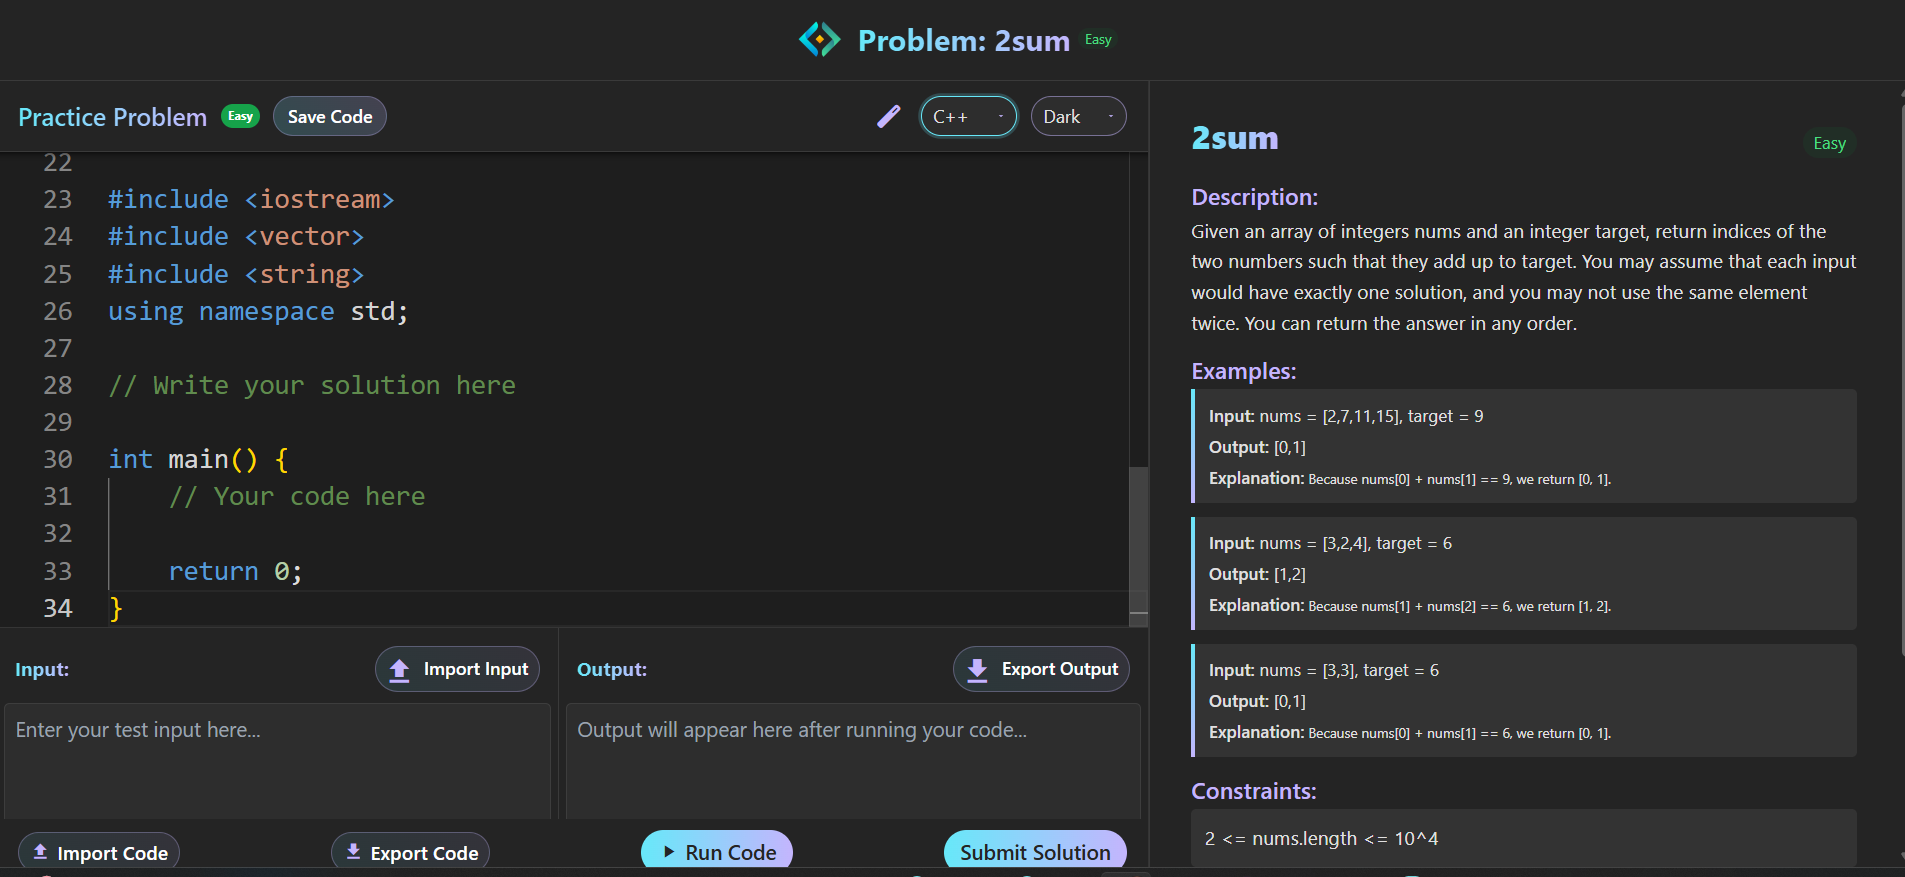 Problem: 2sum Easy
Practice Problem Easy Save Code C++ Dark
22
23 #include <iostream>
24 #include <vector>
25 #include <string>
26 using namespace std;
27
28 // Write your solution here
29
30 int main() {
31 // Your code here
32
33 return 0;
34 }
Input: Import Input
Enter your test input here...
Output: Export Output
Output will appear here after running your code...
Import Code Export Code Run Code Submit Solution
2sum Easy
Description:
Given an array of integers nums and an integer target, return indices of the
two numbers such that they add up to target. You may assume that each input
would have exactly one solution, and you may not use the same element
twice. You can return the answer in any order.
Examples:
Input: nums = [2,7,11,15], target = 9
Output: [0,1]
Explanation: Because nums[0] + nums[1] == 9, we return [0, 1].
Input: nums = [3,2,4], target = 6
Output: [1,2]
Explanation: Because nums[1] + nums[2] == 6, we return [1, 2].
Input: nums = [3,3], target = 6
Output: [0,1]
Explanation: Because nums[0] + nums[1] == 6, we return [0, 1].
Constraints:
2 <= nums.length <= 10^4